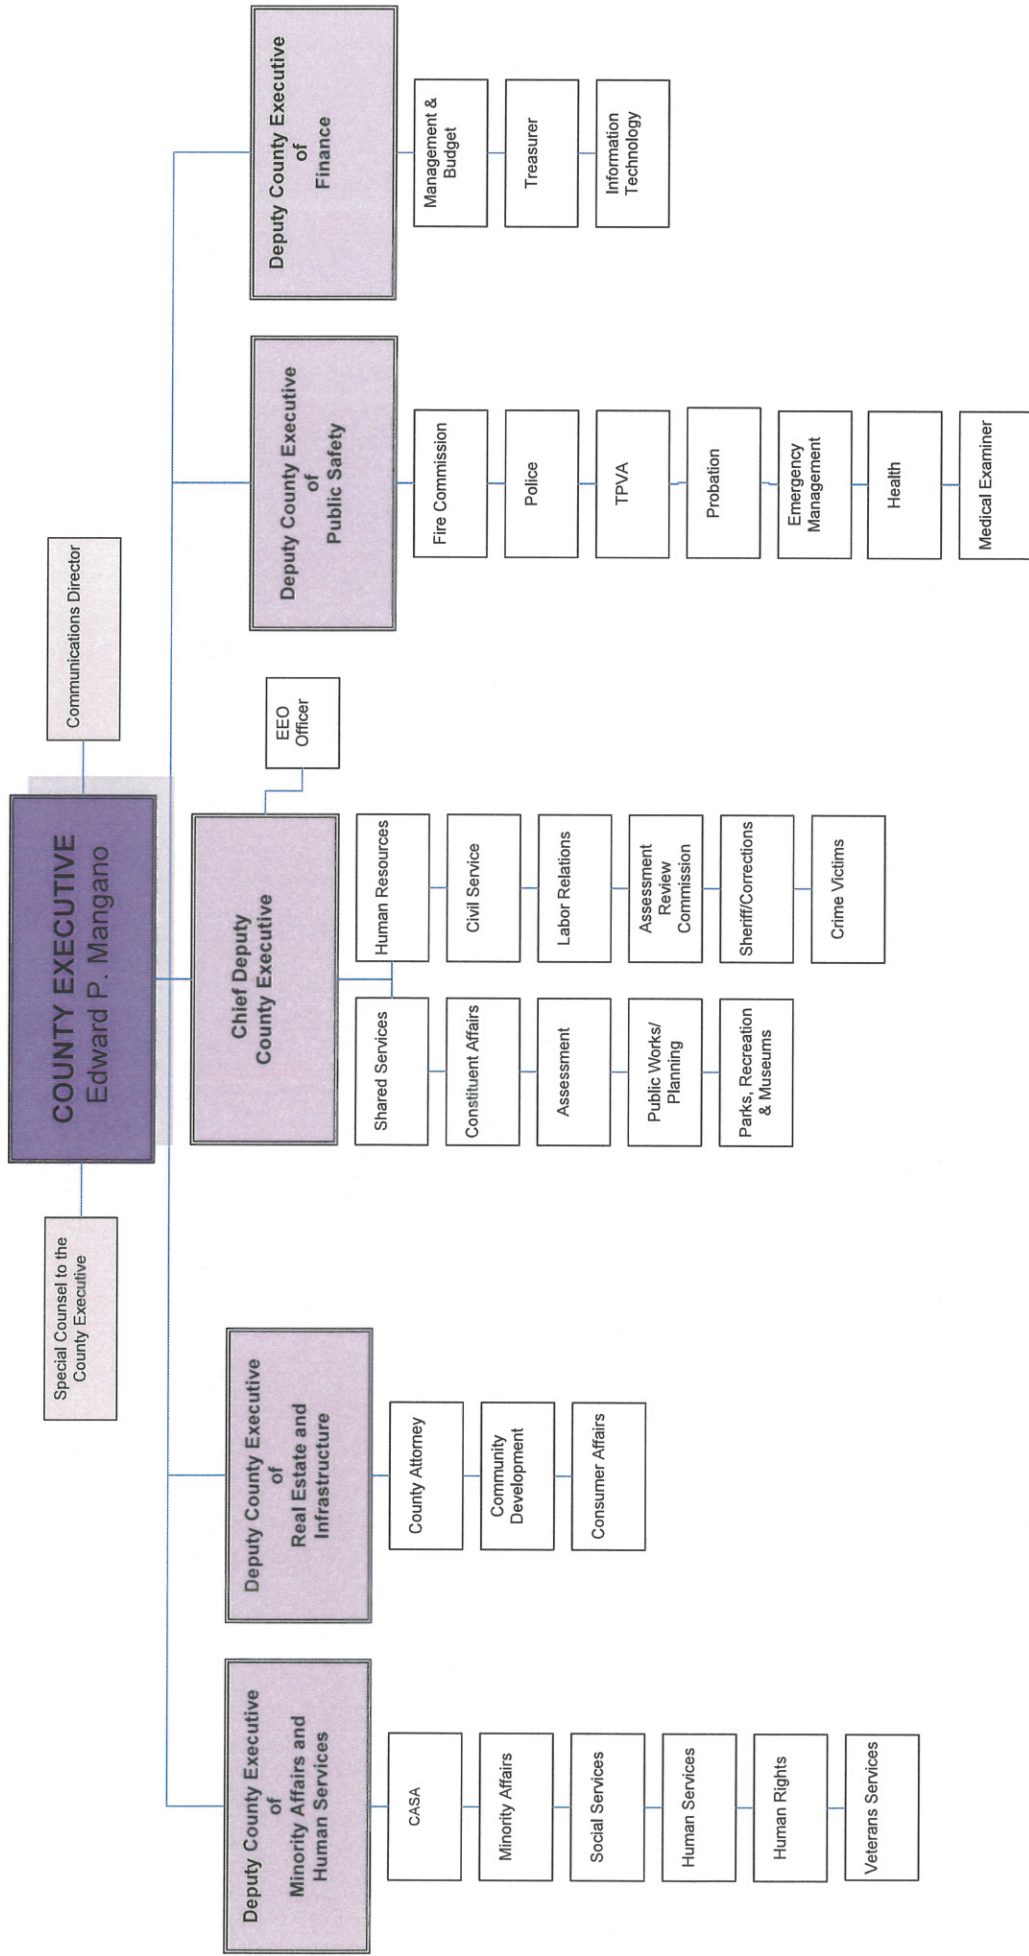 COUNTY EXECUTIVE
Edward P. Mangano
Special Counsel to the
County Executive
Communications Director
Deputy County Executive
of
Minority Affairs and
Human Services
CASA
Minority Affairs
Social Services
Human Services
Human Rights
Veterans Services
Deputy County Executive
of
Real Estate and
Infrastructure
County Attorney
Community
Development
Consumer Affairs
Chief Deputy
County Executive
EEO
Officer
Shared Services
Constituent Affairs
Assessment
Public Works/
Planning
Parks, Recreation
& Museums
Human Resources
Civil Service
Labor Relations
Assessment
Review
Commission
Sheriff/Corrections
Crime Victims
Deputy County Executive
of
Public Safety
Fire Commission
Police
TPVA
Probation
Emergency
Management
Health
Medical Examiner
Deputy County Executive
of
Finance
Management &
Budget
Treasurer
Information
Technology